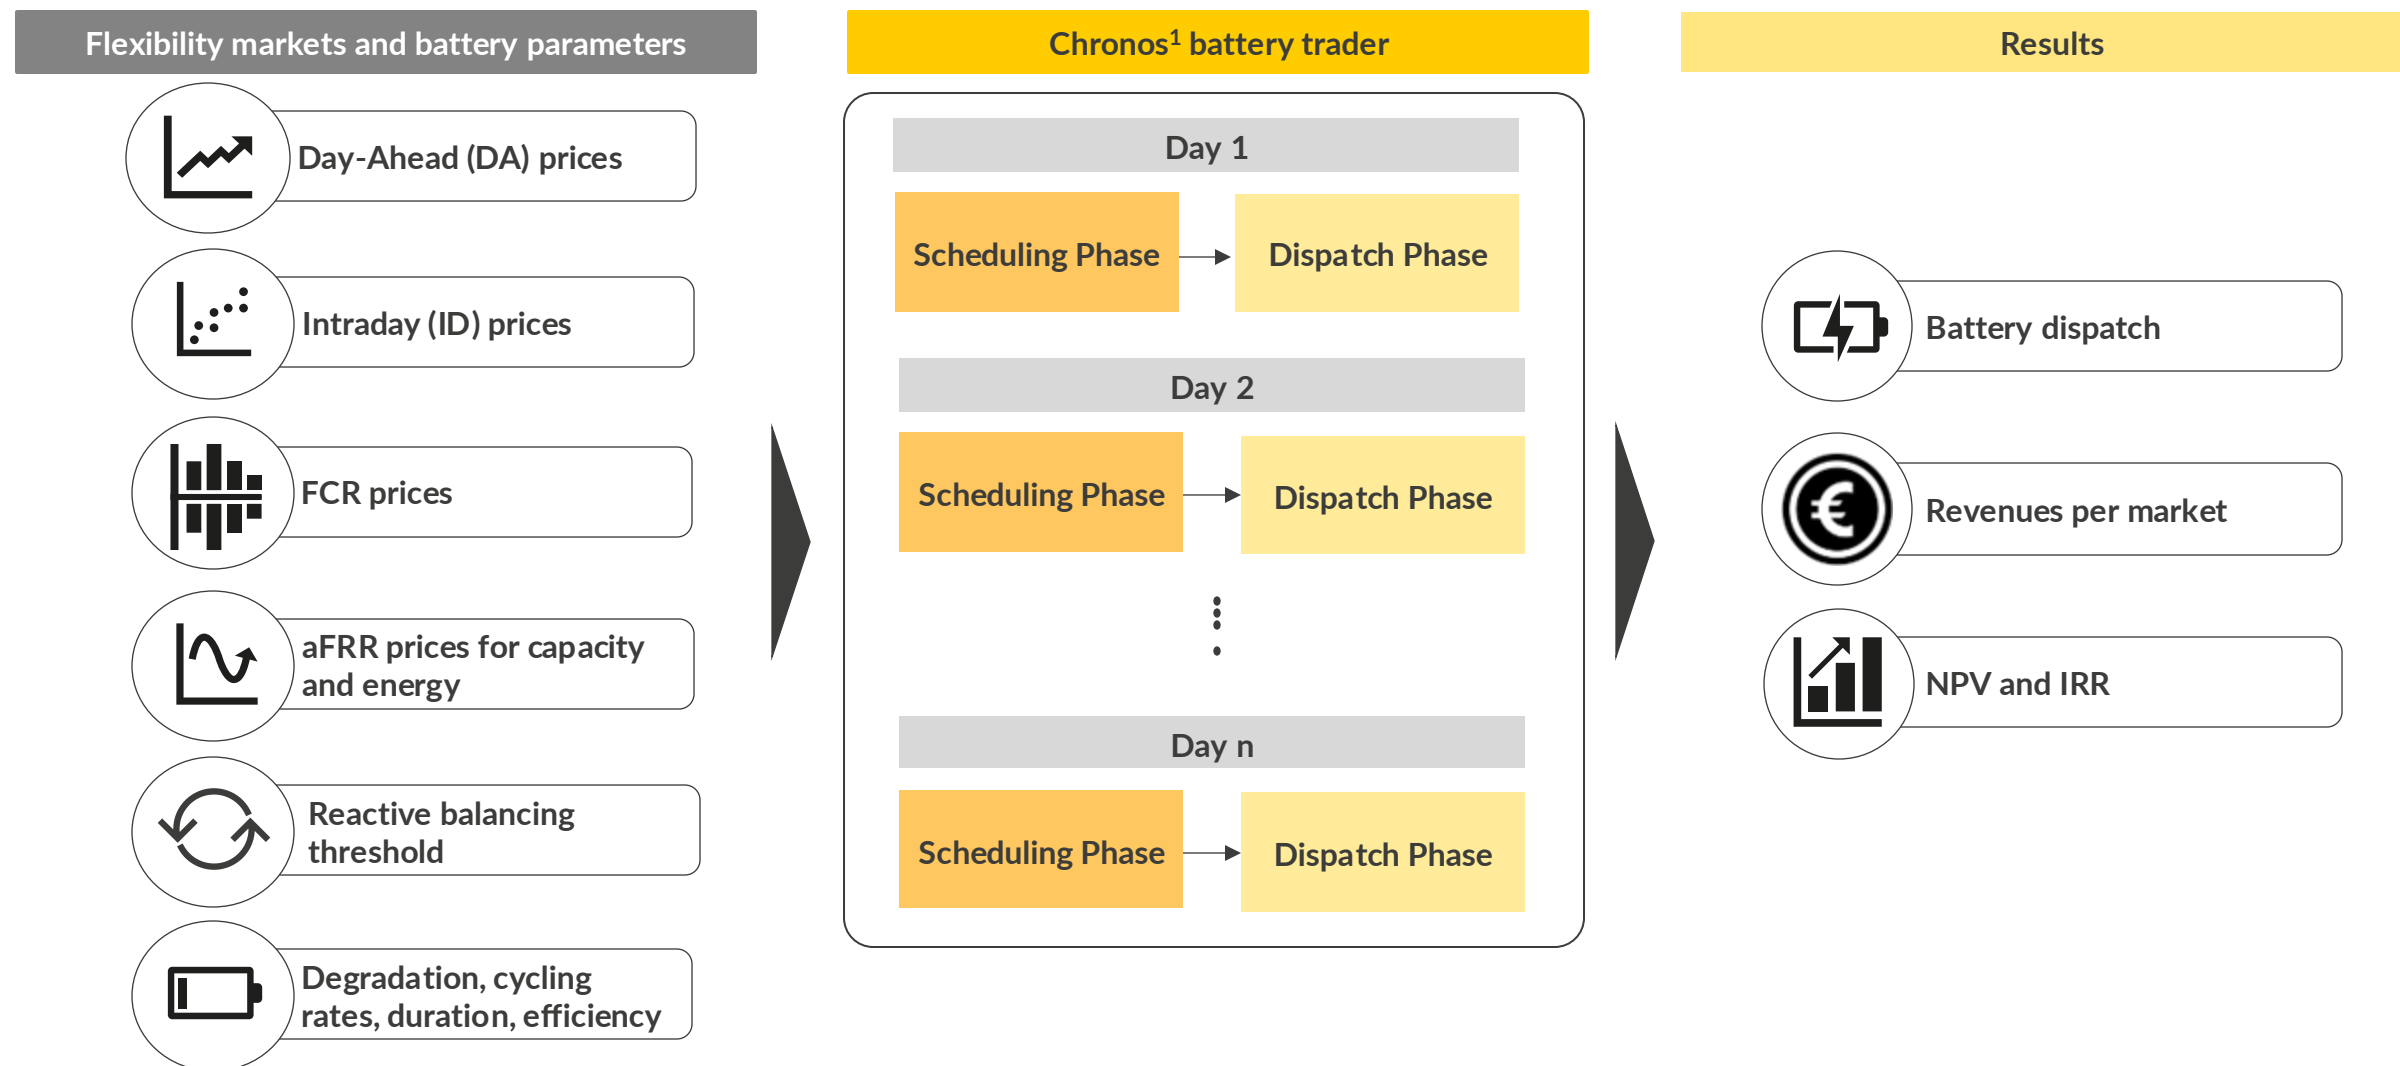 Flexibility markets and battery parameters
Day-Ahead (DA) prices
Intraday (ID) prices
FCR prices
aFRR prices for capacity
and energy
Reactive balancing
threshold
Degradation, cycling
rates, duration, efficiency
Chronos¹ battery trader
Day 1
Scheduling Phase
Dispatch Phase
Day 2
Scheduling Phase
Dispatch Phase
Day n
Scheduling Phase
Dispatch Phase
Results
Battery dispatch
€
Revenues per market
NPV and IRR